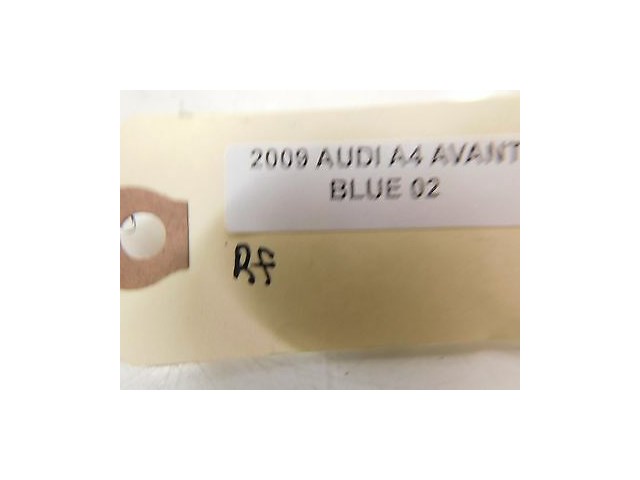 2009 AUDI A4 AVANT
BLUE 02
Rf